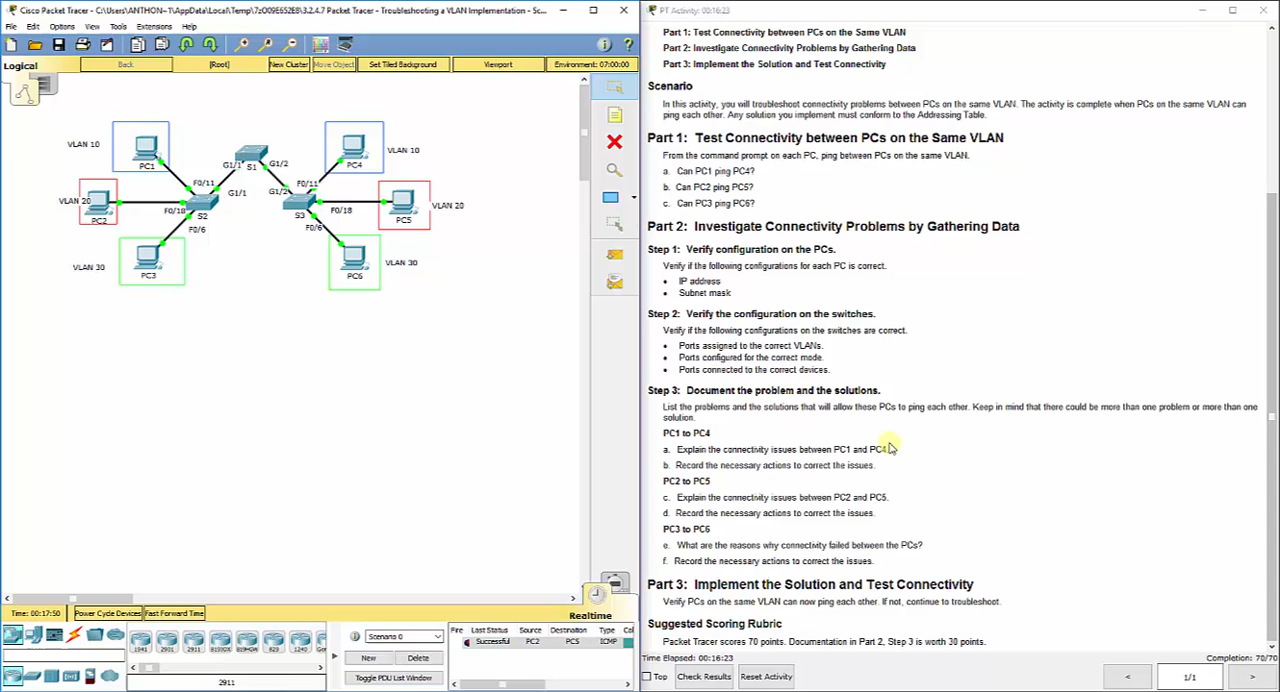 Cisco Packet Tracer - C:\Users\ANTHON~1\AppData\Local\Temp\7zO09E652E8\3.2.4.7 Packet Tracer - Troubleshooting a VLAN Implementation - Sc...
File Edit Options View Tools Extensions Help
Logical
Back
[Root]
New Cluster
Move Object
Set Tiled Background
Viewport
Environment: 07:00:00
VLAN 10
PC1
G1/1
S1
G1/2
PC4
VLAN 10
F0/11
G1/1
G1/2
F0/11
VLAN 20
PC2
F0/18
S2
S3
F0/18
PC5
VLAN 20
F0/6
F0/6
VLAN 30
PC3
PC6
VLAN 30
Time: 00:17:50
Power Cycle Devices
Fast Forward Time
Realtime
1941
2901
2911
819IOX
819HGW
829
1240
2911
Scenario 0
New
Delete
Toggle PDU List Window
Fire Last Status Source Destination Type Col
Successful PC2 PC5 ICMP
PT Activity: 00:16:23
Part 1: Test Connectivity between PCs on the Same VLAN
Part 2: Investigate Connectivity Problems by Gathering Data
Part 3: Implement the Solution and Test Connectivity
Scenario
In this activity, you will troubleshoot connectivity problems between PCs on the same VLAN. The activity is complete when PCs on the same VLAN can
ping each other. Any solution you implement must conform to the Addressing Table.
Part 1: Test Connectivity between PCs on the Same VLAN
From the command prompt on each PC, ping between PCs on the same VLAN.
a. Can PC1 ping PC4?
b. Can PC2 ping PC5?
c. Can PC3 ping PC6?
Part 2: Investigate Connectivity Problems by Gathering Data
Step 1: Verify configuration on the PCs.
Verify if the following configurations for each PC is correct.
• IP address
• Subnet mask
Step 2: Verify the configuration on the switches.
Verify if the following configurations on the switches are correct.
• Ports assigned to the correct VLANs.
• Ports configured for the correct mode.
• Ports connected to the correct devices.
Step 3: Document the problem and the solutions.
List the problems and the solutions that will allow these PCs to ping each other. Keep in mind that there could be more than one problem or more than one
solution.
PC1 to PC4
a. Explain the connectivity issues between PC1 and PC4.
b. Record the necessary actions to correct the issues.
PC2 to PC5
c. Explain the connectivity issues between PC2 and PC5.
d. Record the necessary actions to correct the issues.
PC3 to PC6
e. What are the reasons why connectivity failed between the PCs?
f. Record the necessary actions to correct the issues.
Part 3: Implement the Solution and Test Connectivity
Verify PCs on the same VLAN can now ping each other. If not, continue to troubleshoot.
Suggested Scoring Rubric
Packet Tracer scores 70 points. Documentation in Part 2, Step 3 is worth 30 points.
Time Elapsed: 00:16:23
Completion: 70/70
Top
Check Results
Reset Activity
<
1/1
>